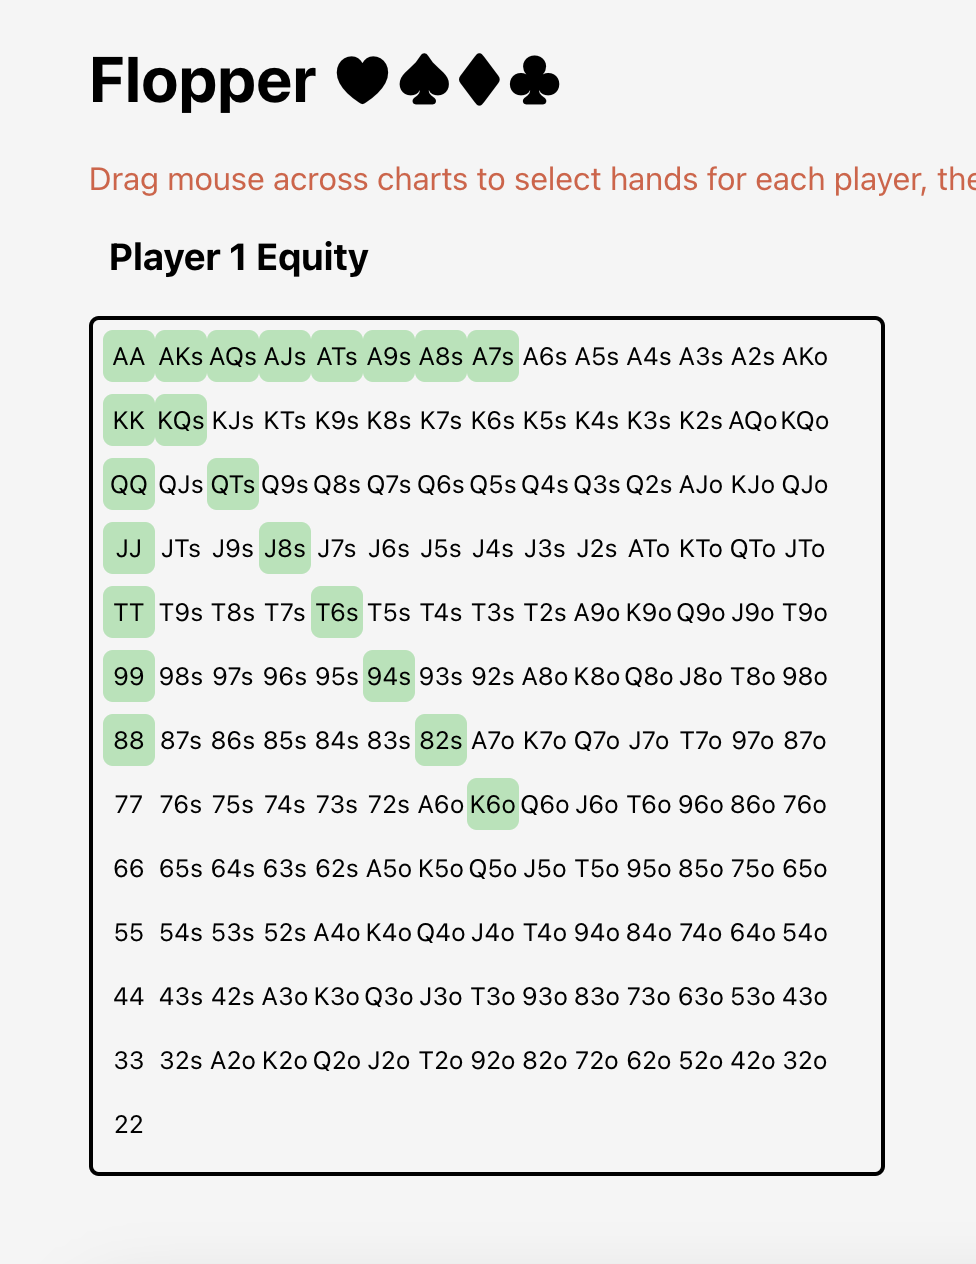 Flopper ♥♠♦♣
Drag mouse across charts to select hands for each player,
Player 1 Equity
AA AKs AQs AJs ATs A9s A8s A7s A6s A5s A4s A3s A2s AKo
KK KQs KJs KTs K9s K8s K7s K6s K5s K4s K3s K2s AQo KQo
QQ QJs QTs Q9s Q8s Q7s Q6s Q5s Q4s Q3s Q2s AJo KJo QJo
JJ JTs J9s J8s J7s J6s J5s J4s J3s J2s ATo KTo QTo JTo
TT T9s T8s T7s T6s T5s T4s T3s T2s A9o K9o Q9o J9o T9o
99 98s 97s 96s 95s 94s 93s 92s A8o K8o Q8o J8o T8o 98o
88 87s 86s 85s 84s 83s 82s A7o K7o Q7o J7o T7o 97o 87o
77 76s 75s 74s 73s 72s A6o K6o Q6o J6o T6o 96o 86o 76o
66 65s 64s 63s 62s A5o K5o Q5o J5o T5o 95o 85o 75o 65o
55 54s 53s 52s A4o K4o Q4o J4o T4o 94o 84o 74o 64o 54o
44 43s 42s A3o K3o Q3o J3o T3o 93o 83o 73o 63o 53o 43o
33 32s A2o K2o Q2o J2o T2o 92o 82o 72o 62o 52o 42o 32o
22